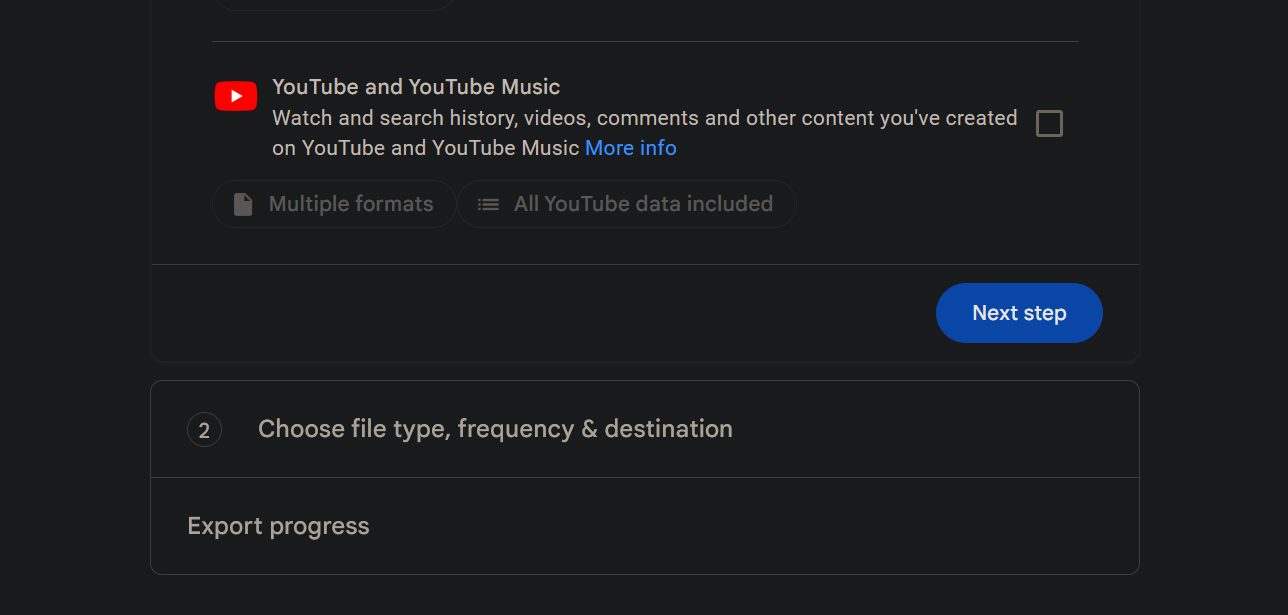 YouTube and YouTube Music
Watch and search history, videos, comments and other content you've created
on YouTube and YouTube Music More info
Multiple formats
All YouTube data included
Next step
2
Choose file type, frequency & destination
Export progress